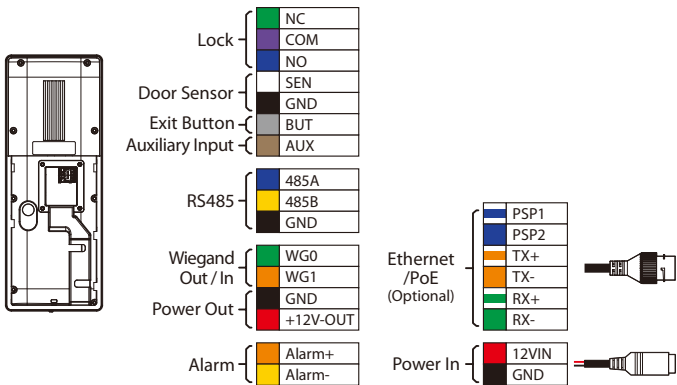 Lock
NC
COM
NO
Door Sensor
SEN
GND
Exit Button
BUT
Auxiliary Input
AUX
RS485
485A
485B
GND
Wiegand
Out / In
WG0
WG1
Power Out
GND
+12V-OUT
Alarm
Alarm+
Alarm-
Ethernet
/PoE
(Optional)
PSP1
PSP2
TX+
TX-
RX+
RX-
Power In
12VIN
GND